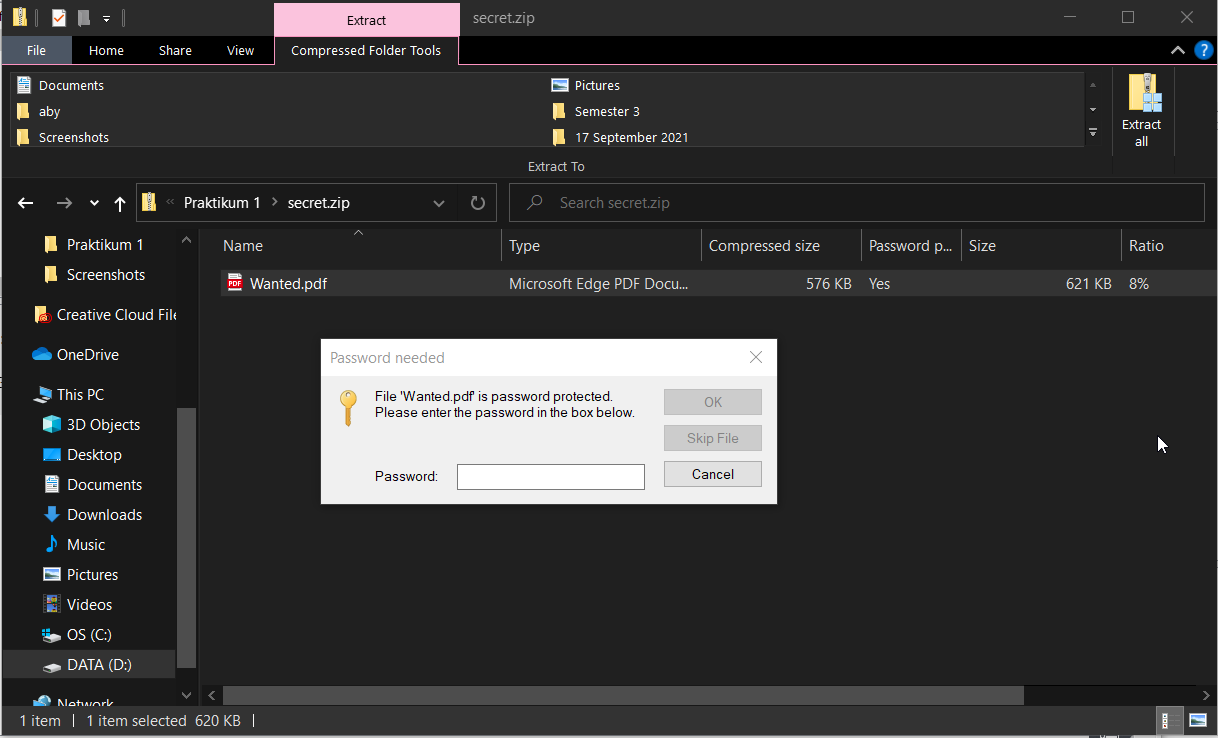 Extract
secret.zip
File
Home
Share
View
Compressed Folder Tools
?
Documents
Pictures
aby
Semester 3
Screenshots
17 September 2021
Extract
all
Extract To
« Praktikum 1 > secret.zip
Search secret.zip
Name
Type
Compressed size
Password p...
Size
Ratio
Wanted.pdf
Microsoft Edge PDF Docu...
576 KB
Yes
621 KB
8%
PDF
Praktikum 1
Screenshots
Creative Cloud File
OneDrive
This PC
3D Objects
Desktop
Documents
Downloads
Music
Pictures
Videos
OS (C:)
DATA (D:)
Network
Password needed
File 'Wanted.pdf' is password protected.
Please enter the password in the box below.
OK
Skip File
Password:
Cancel
1 item
1 item selected 620 KB